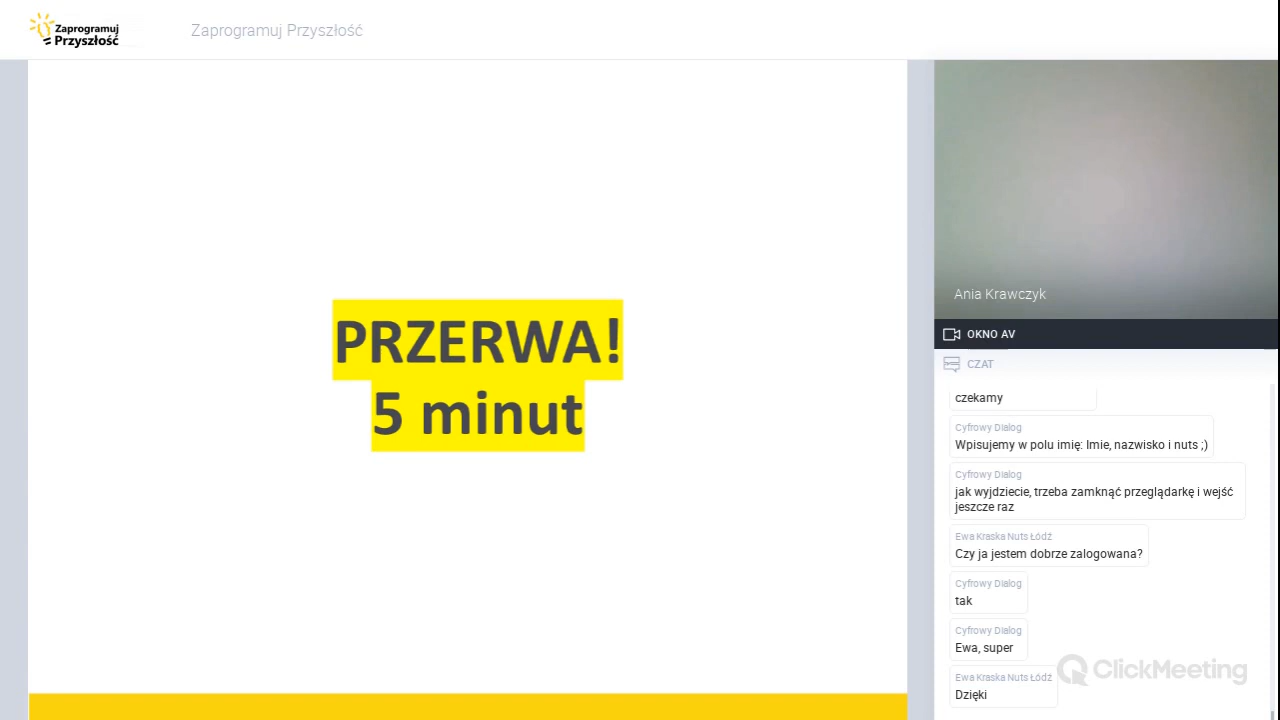 Zaprogramuj
Przyszłość
Zaprogramuj Przyszłość
PRZERWA!
5 minut
Ania Krawczyk
OKNO AV
CZAT
czekamy
Cyfrowy Dialog
Wpisujemy w polu imię: Imie, nazwisko i nuts ;)
Cyfrowy Dialog
jak wyjdziecie, trzeba zamknąć przeglądarkę i wejść
jeszcze raz
Ewa Kraska Nuts Łódź
Czy ja jestem dobrze zalogowana?
Cyfrowy Dialog
tak
Cyfrowy Dialog
Ewa, super
Ewa Kraska Nuts Łódź
Dzięki
ClickMeeting